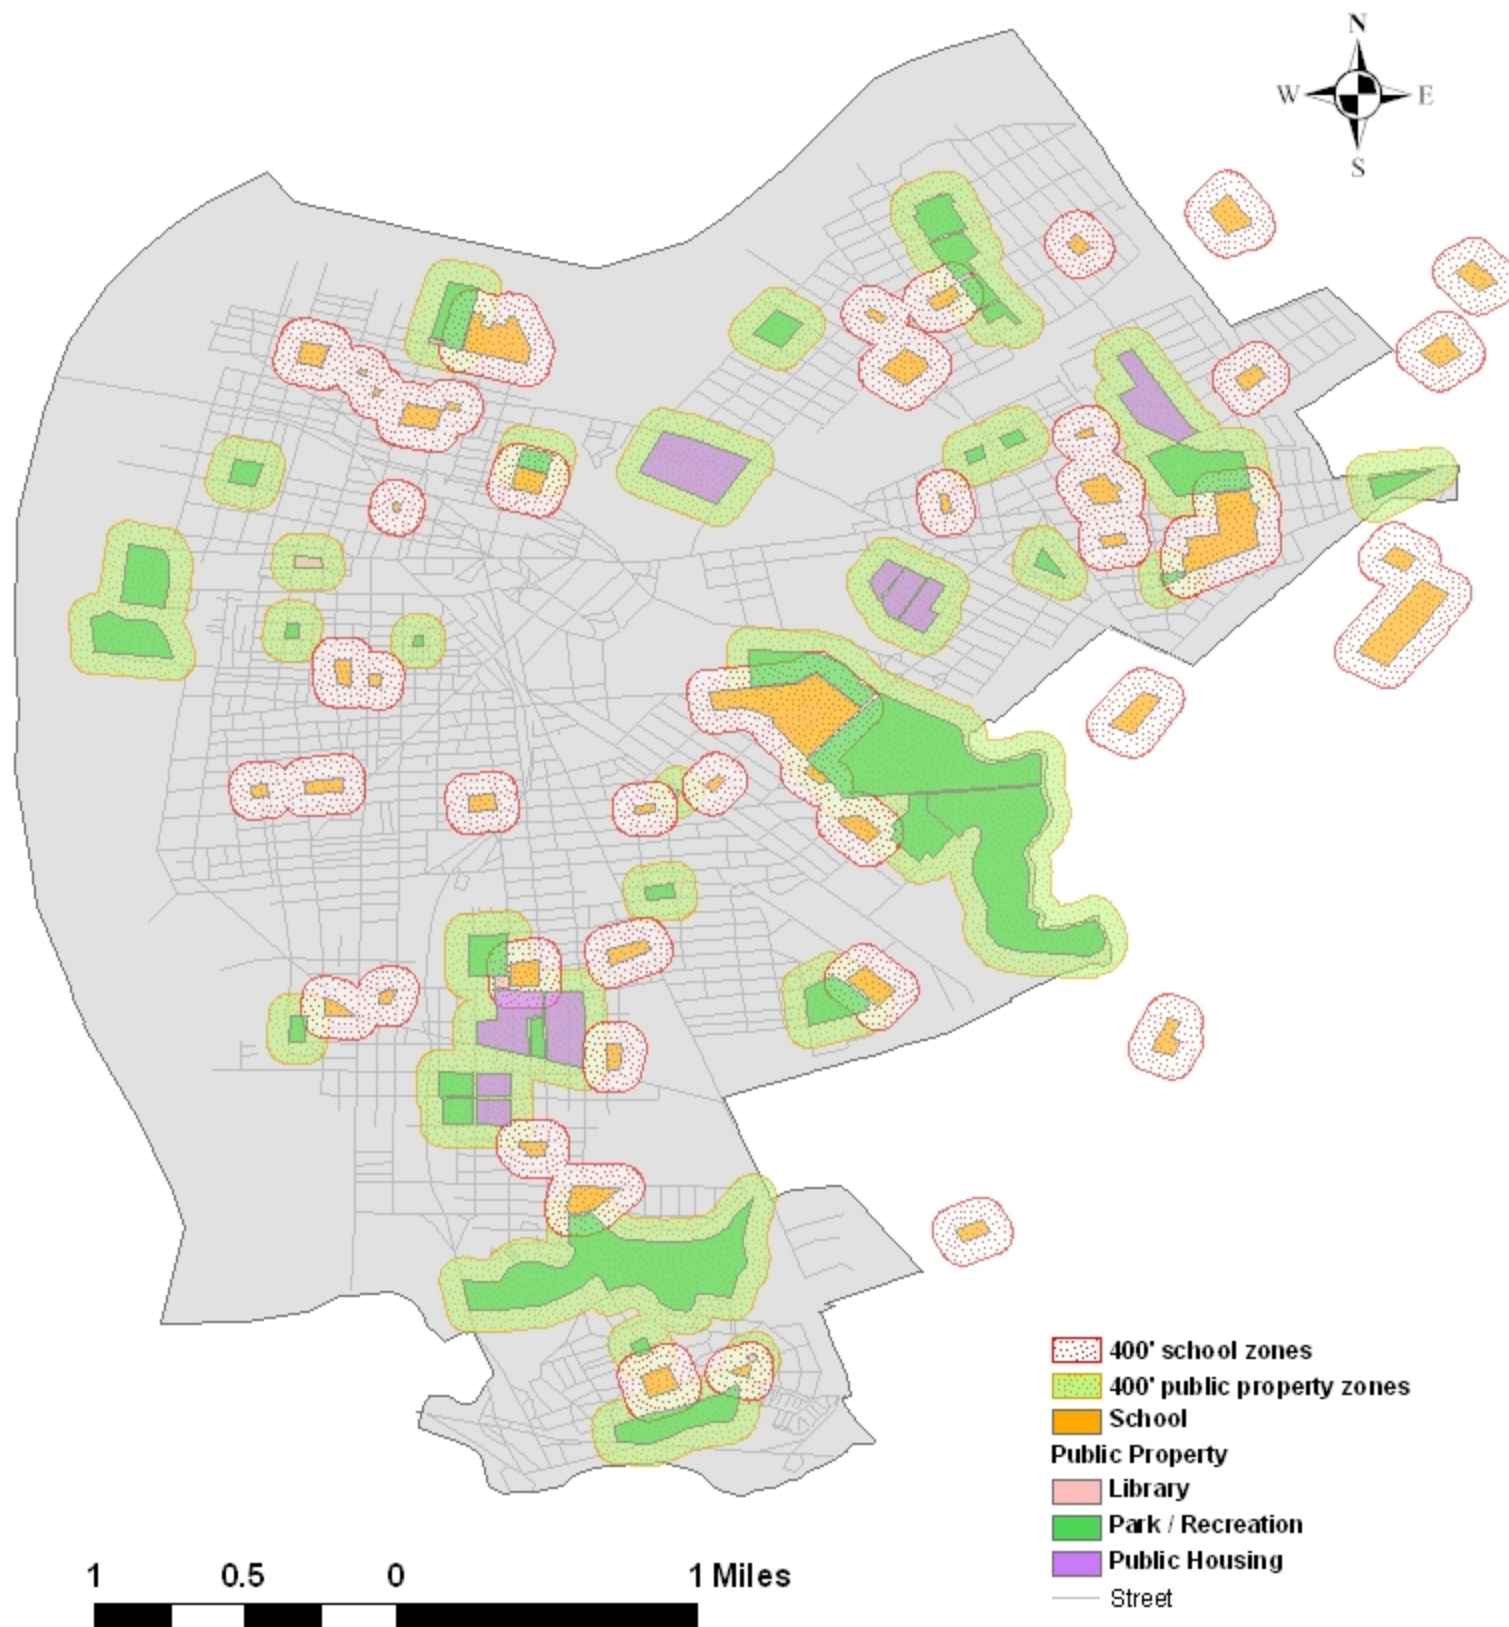 N
W E
S
400' school zones
400' public property zones
School
Public Property
Library
Park / Recreation
Public Housing
Street
1 0.5 0 1 Miles